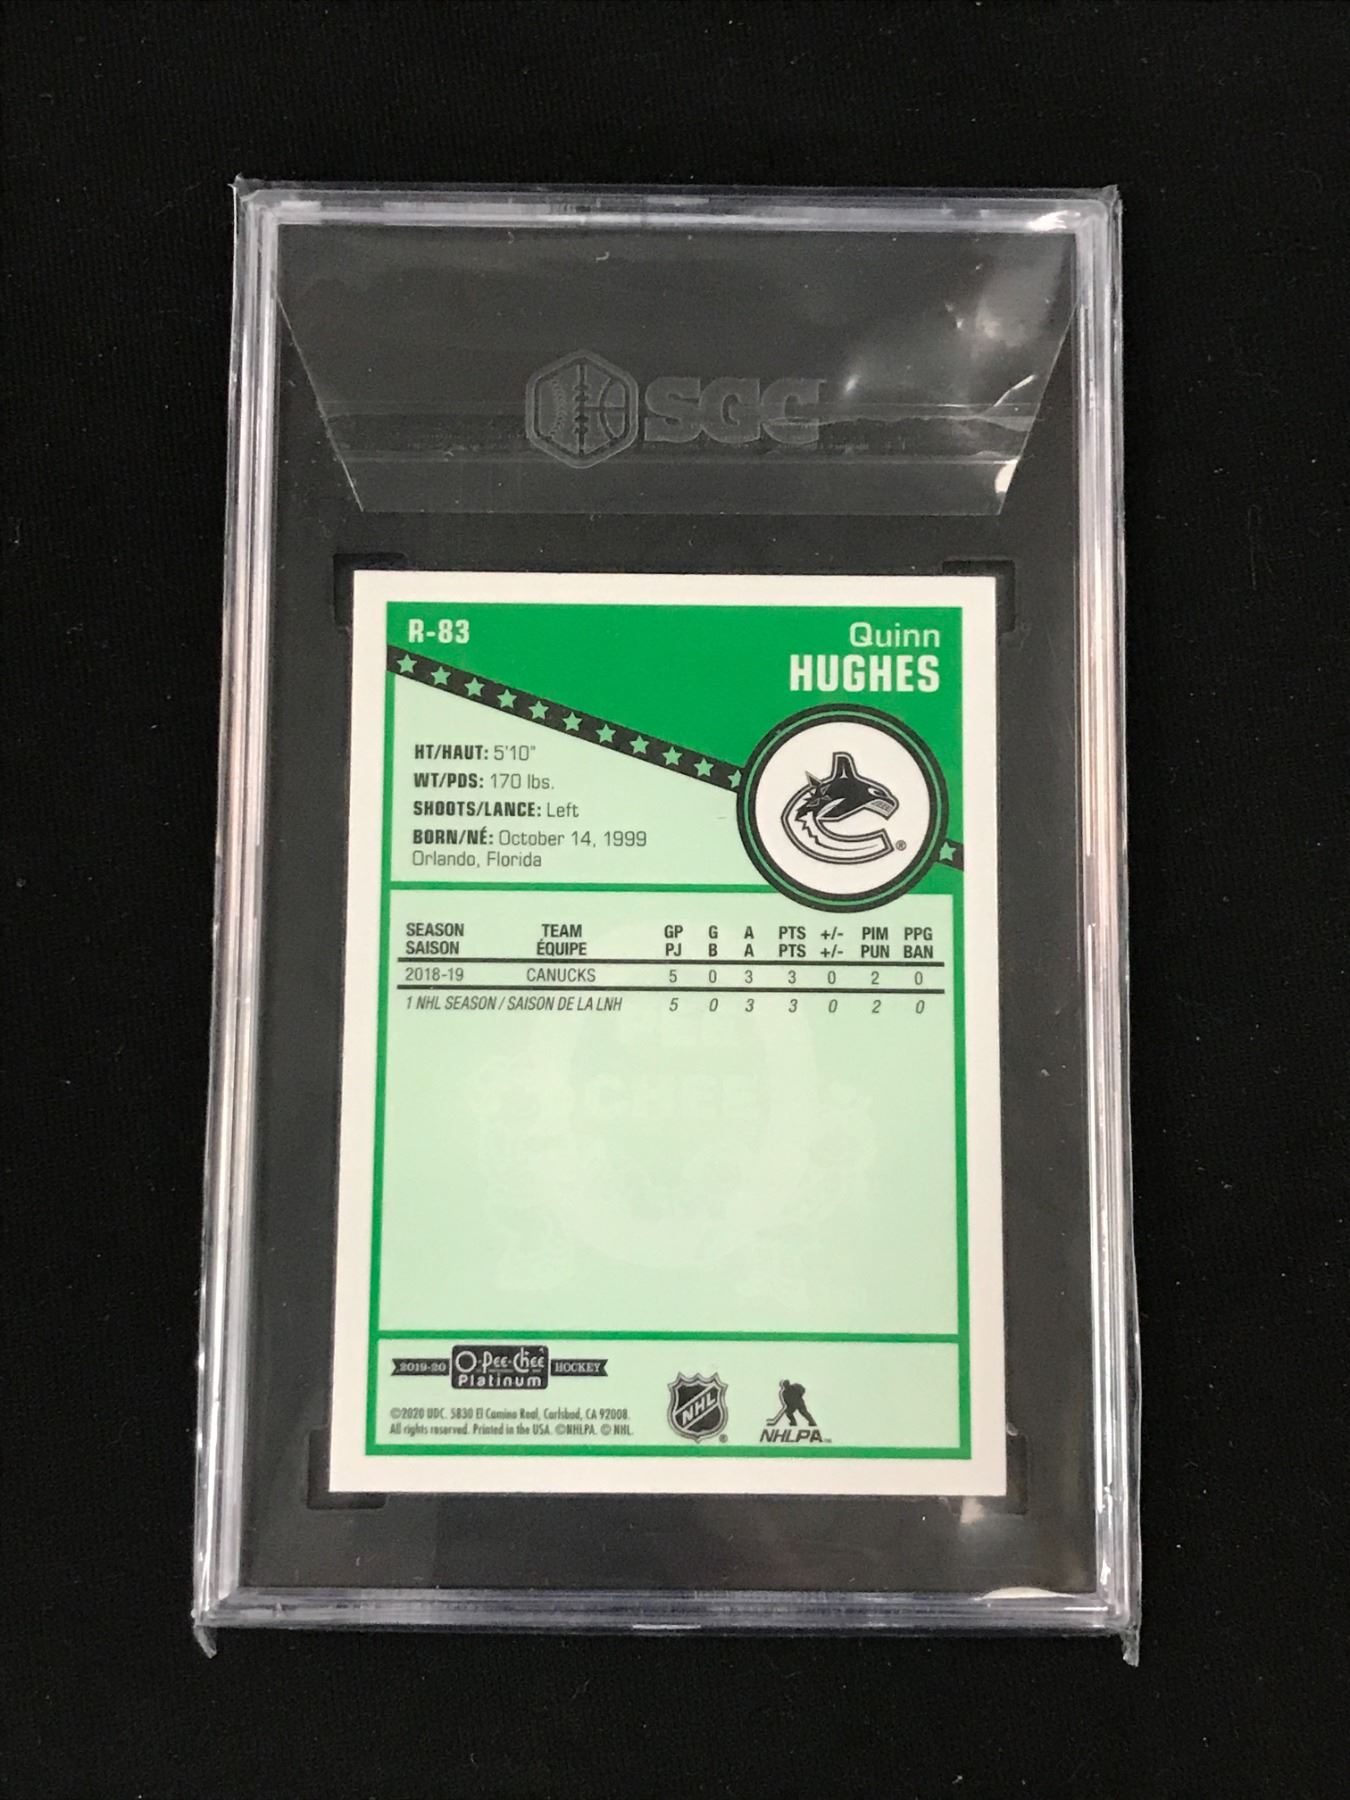 SGC
R-83
Quinn
HUGHES
HT/HAUT: 5'10"
WT/PDS: 170 lbs.
SHOOTS/LANCE: Left
BORN/NÉ: October 14, 1999
Orlando, Florida
®
SEASON TEAM GP G A PTS +/- PIM PPG
SAISON ÉQUIPE PJ B A PTS +/- PUN BAN
2018-19 CANUCKS 5 0 3 3 0 2 0
1 NHL SEASON / SAISON DE LA LNH 5 0 3 3 0 2 0
PEE
CHEE
2019-20 O-Pee-Chee HOCKEY
Platinum
©2020 UDC. 5830 El Camino Real, Carlsbad, CA 92008.
All rights reserved. Printed in the USA. ©NHLPA. © NHL.
NHL ®
NHLPA